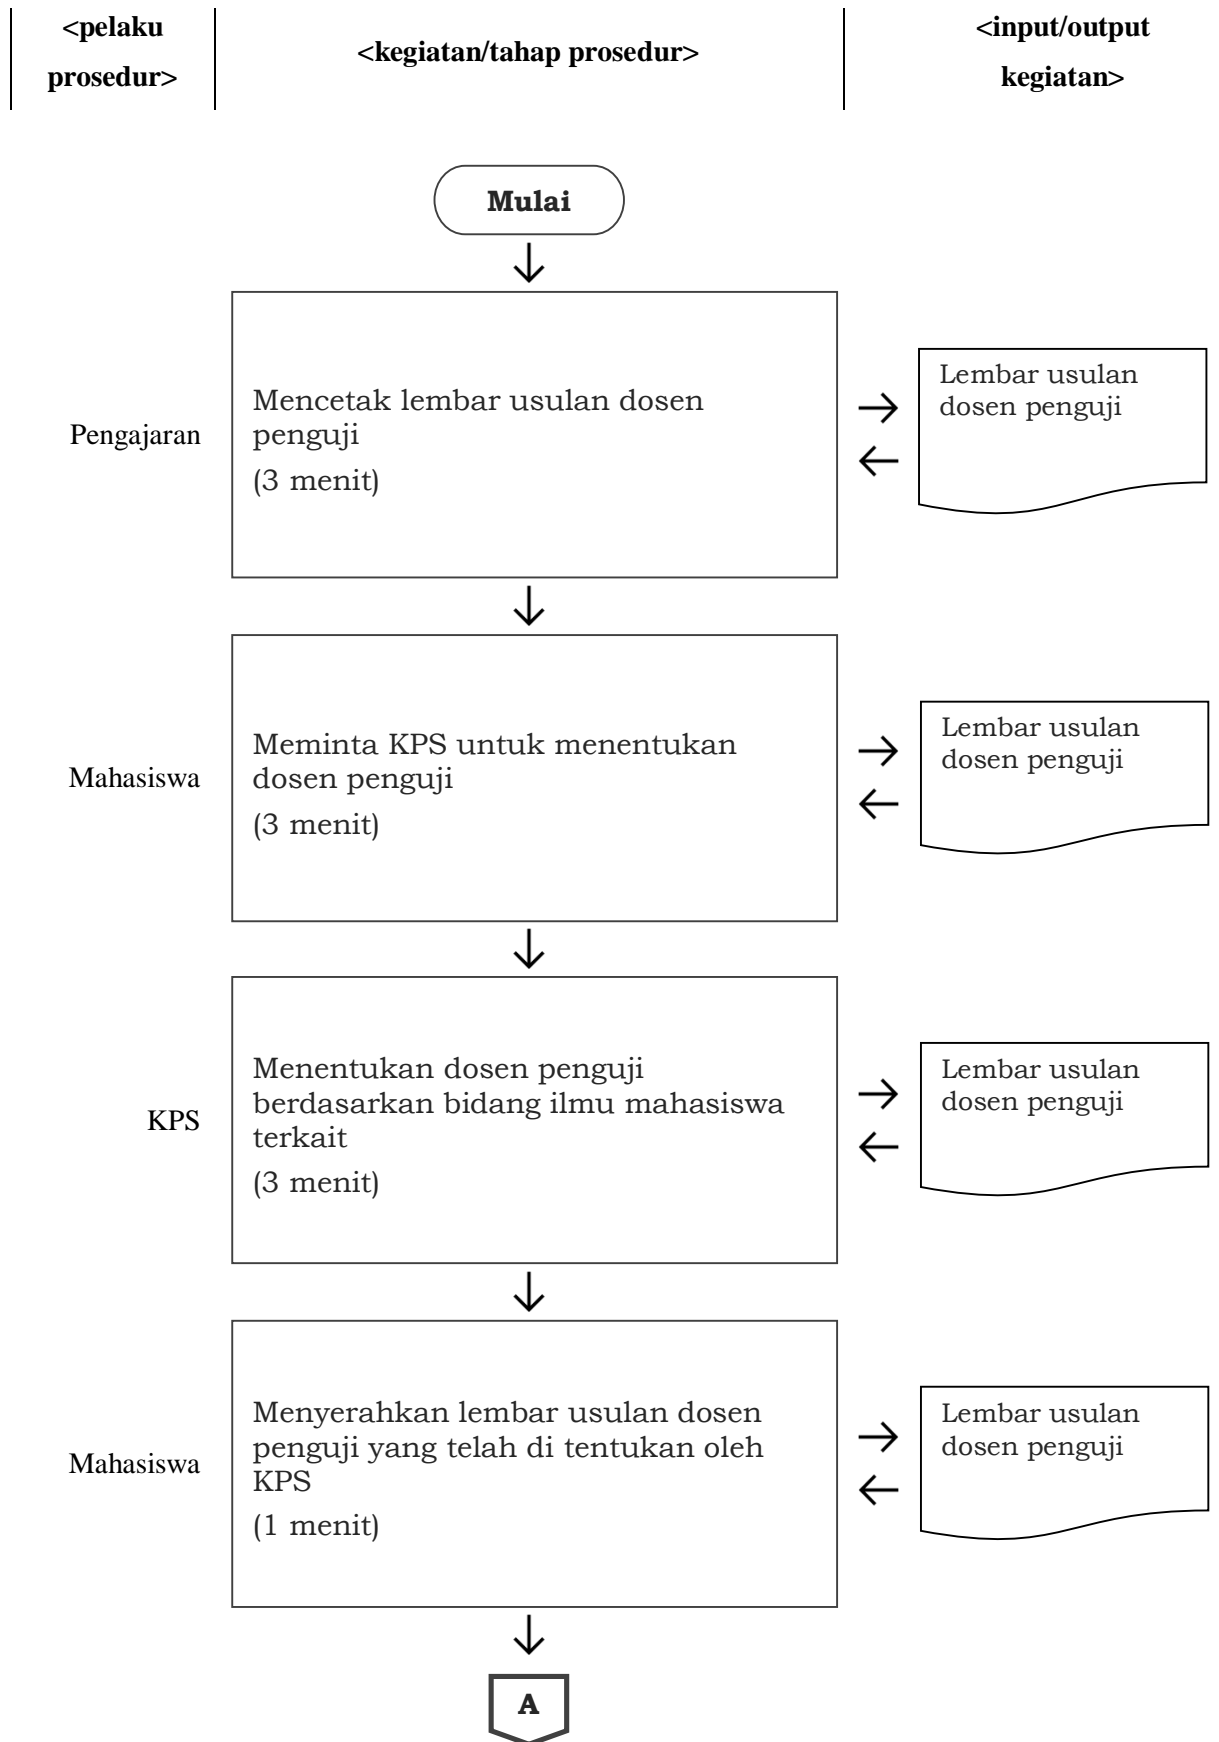 <pelaku
prosedur>
<kegiatan/tahap prosedur>
<input/output
kegiatan>
Mulai
Pengajaran
Mencetak lembar usulan dosen
penguji
(3 menit)
Lembar usulan
dosen penguji
Mahasiswa
Meminta KPS untuk menentukan
dosen penguji
(3 menit)
Lembar usulan
dosen penguji
KPS
Menentukan dosen penguji
berdasarkan bidang ilmu mahasiswa
terkait
(3 menit)
Lembar usulan
dosen penguji
Mahasiswa
Menyerahkan lembar usulan dosen
penguji yang telah di tentukan oleh
KPS
(1 menit)
Lembar usulan
dosen penguji
A